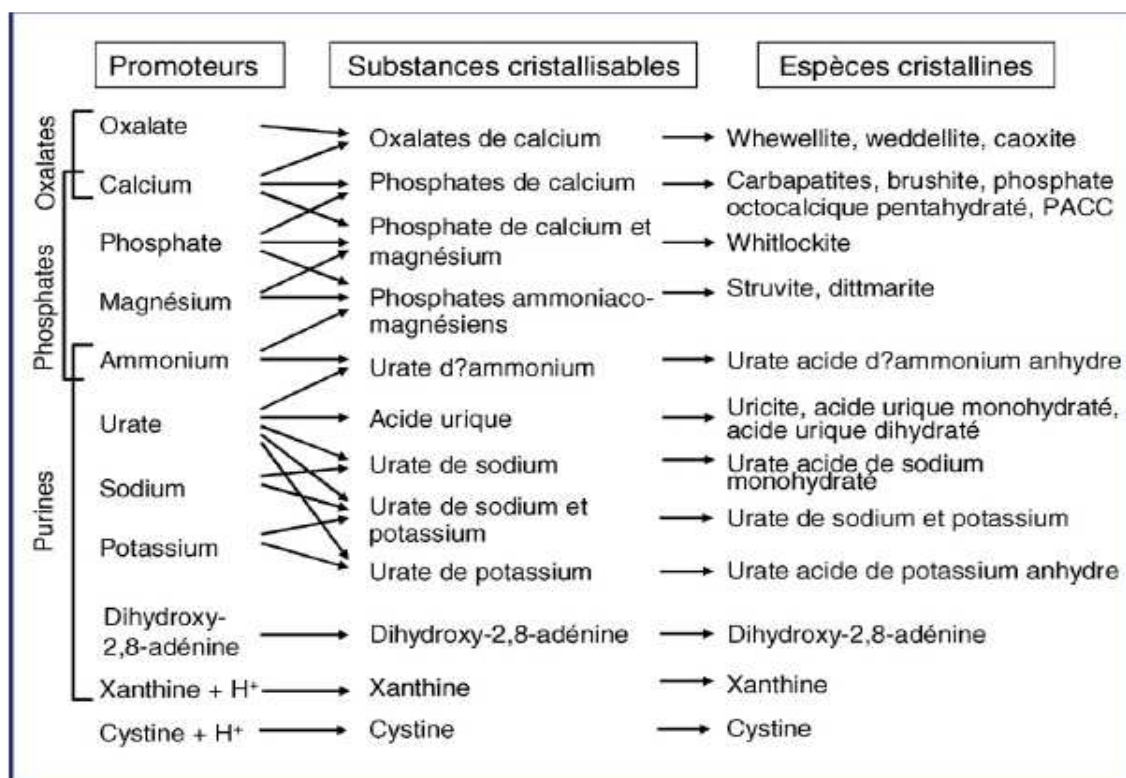 Promoteurs
Substances cristallisables
Espèces cristallines
Oxalates
Phosphates
Purines
Oxalate
Calcium
Phosphate
Magnésium
Ammonium
Urate
Sodium
Potassium
Dihydroxy-
2,8-adénine
Xanthine + H⁺
Cystine + H⁺
Oxalates de calcium
Phosphates de calcium
Phosphate de calcium et
magnésium
Phosphates ammoniaco-
magnésiens
Urate d?ammonium
Acide urique
Urate de sodium
Urate de sodium et
potassium
Urate de potassium
Dihydroxy-2,8-adénine
Xanthine
Cystine
Whewellite, weddellite, caoxite
Carbapatites, brushite, phosphate
octocalcique pentahydraté, PACC
Whitlockite
Struvite, dittmarite
Urate acide d?ammonium anhydre
Uricite, acide urique monohydraté,
acide urique dihydraté
Urate acide de sodium
monohydraté
Urate de sodium et potassium
Urate acide de potassium anhydre
Dihydroxy-2,8-adénine
Xanthine
Cystine